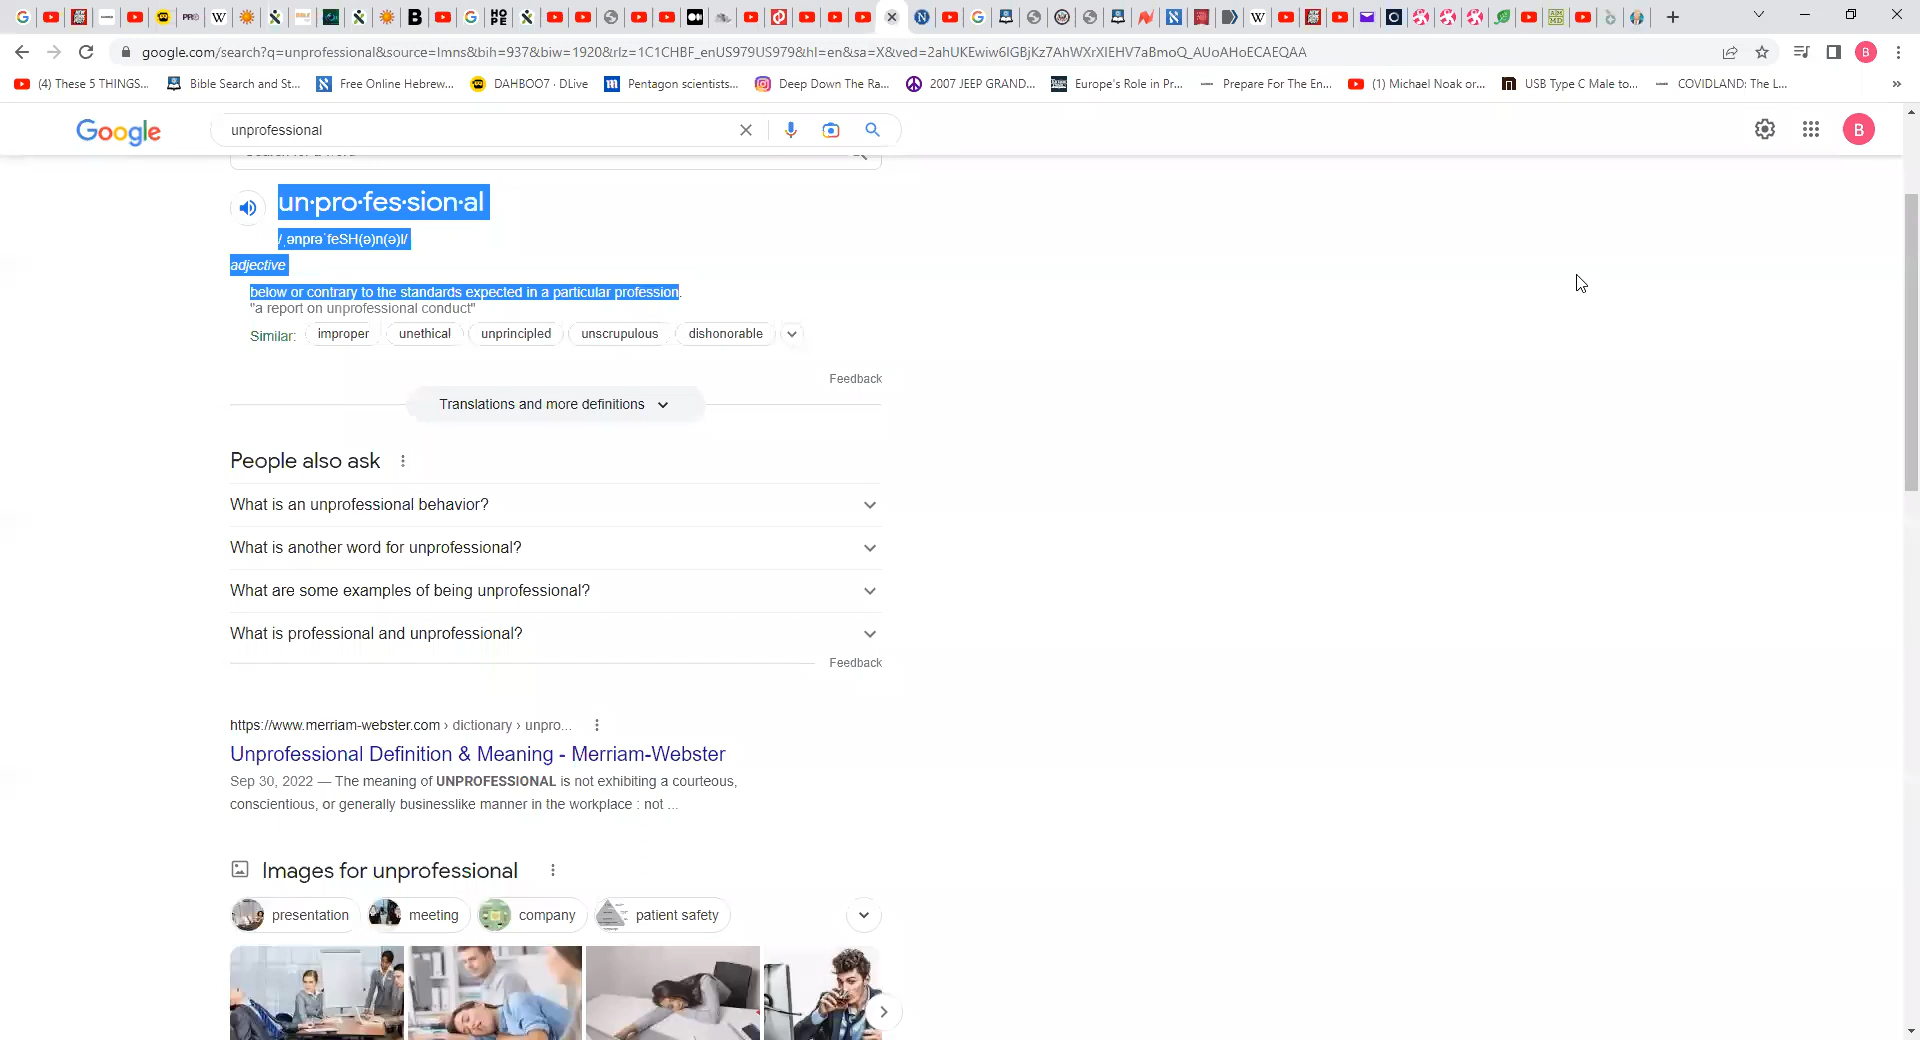 google.com/search?q=unprofessional&source=lmns&bih=937&biw=1920&rlz=1C1CHBF_enUS979US979&hl=en&sa=X&ved=2ahUKEwiw6IGBjKz7AhWXrXIEHV7aBmoQ_AUoAHoECAEQAA
B
(4) These 5 THINGS... Bible Search and St... Free Online Hebrew... DAHBOO7 · DLive Pentagon scientists... Deep Down The Ra... 2007 JEEP GRAND... Europe's Role in Pr... Prepare For The En... (1) Michael Noak or... USB Type C Male to... COVIDLAND: The L... »
Google
unprofessional
B
un·pro·fes·sion·al
/ˌənprəˈfeSH(ə)n(ə)l/
adjective
below or contrary to the standards expected in a particular profession.
"a report on unprofessional conduct"
Similar: improper unethical unprincipled unscrupulous dishonorable
Feedback
Translations and more definitions
People also ask
What is an unprofessional behavior?
What is another word for unprofessional?
What are some examples of being unprofessional?
What is professional and unprofessional?
Feedback
https://www.merriam-webster.com › dictionary › unpro...
Unprofessional Definition & Meaning - Merriam-Webster
Sep 30, 2022 — The meaning of UNPROFESSIONAL is not exhibiting a courteous,
conscientious, or generally businesslike manner in the workplace : not ...
Images for unprofessional
presentation meeting company patient safety